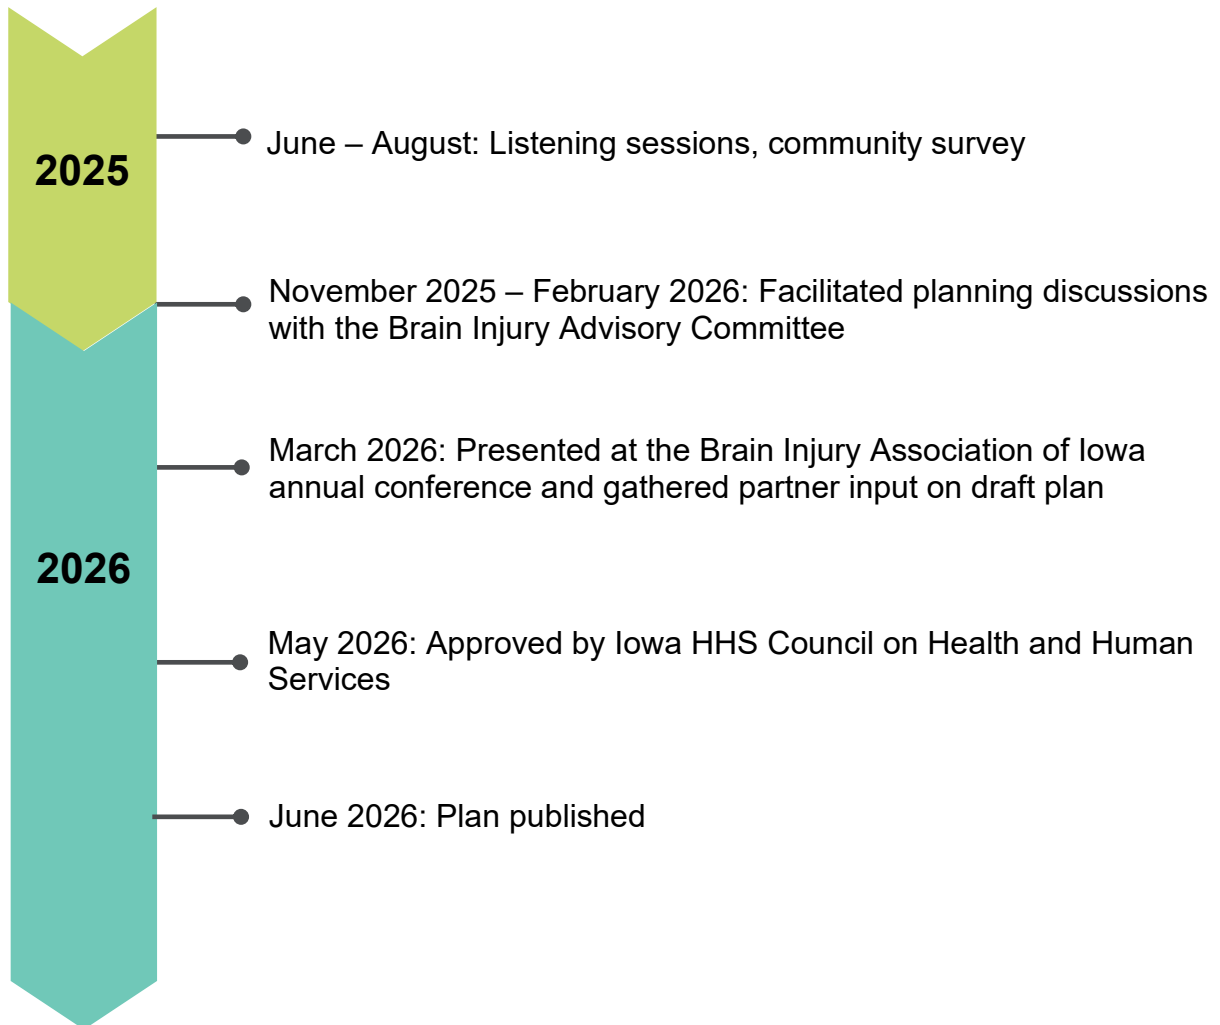 2025
June – August: Listening sessions, community survey
November 2025 – February 2026: Facilitated planning discussions
with the Brain Injury Advisory Committee
March 2026: Presented at the Brain Injury Association of Iowa
annual conference and gathered partner input on draft plan
2026
May 2026: Approved by Iowa HHS Council on Health and Human
Services
June 2026: Plan published